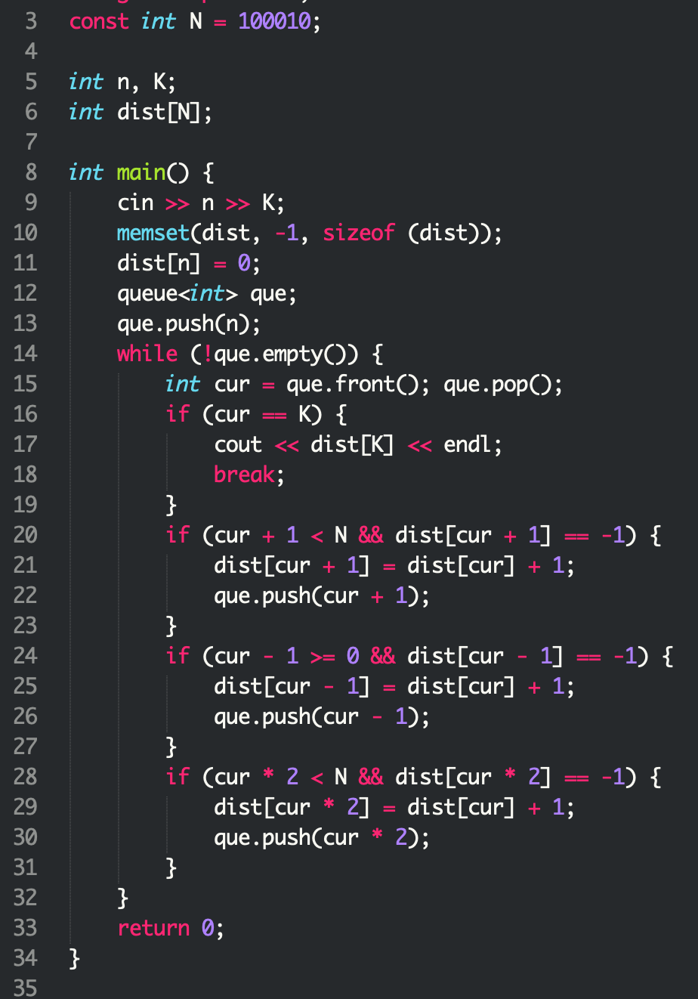 3 const int N = 100010;
4
5 int n, K;
6 int dist[N];
7
8 int main() {
9     cin >> n >> K;
10     memset(dist, -1, sizeof (dist));
11     dist[n] = 0;
12     queue<int> que;
13     que.push(n);
14     while (!que.empty()) {
15         int cur = que.front(); que.pop();
16         if (cur == K) {
17             cout << dist[K] << endl;
18             break;
19         }
20         if (cur + 1 < N && dist[cur + 1] == -1) {
21             dist[cur + 1] = dist[cur] + 1;
22             que.push(cur + 1);
23         }
24         if (cur - 1 >= 0 && dist[cur - 1] == -1) {
25             dist[cur - 1] = dist[cur] + 1;
26             que.push(cur - 1);
27         }
28         if (cur * 2 < N && dist[cur * 2] == -1) {
29             dist[cur * 2] = dist[cur] + 1;
30             que.push(cur * 2);
31         }
32     }
33     return 0;
34 }
35